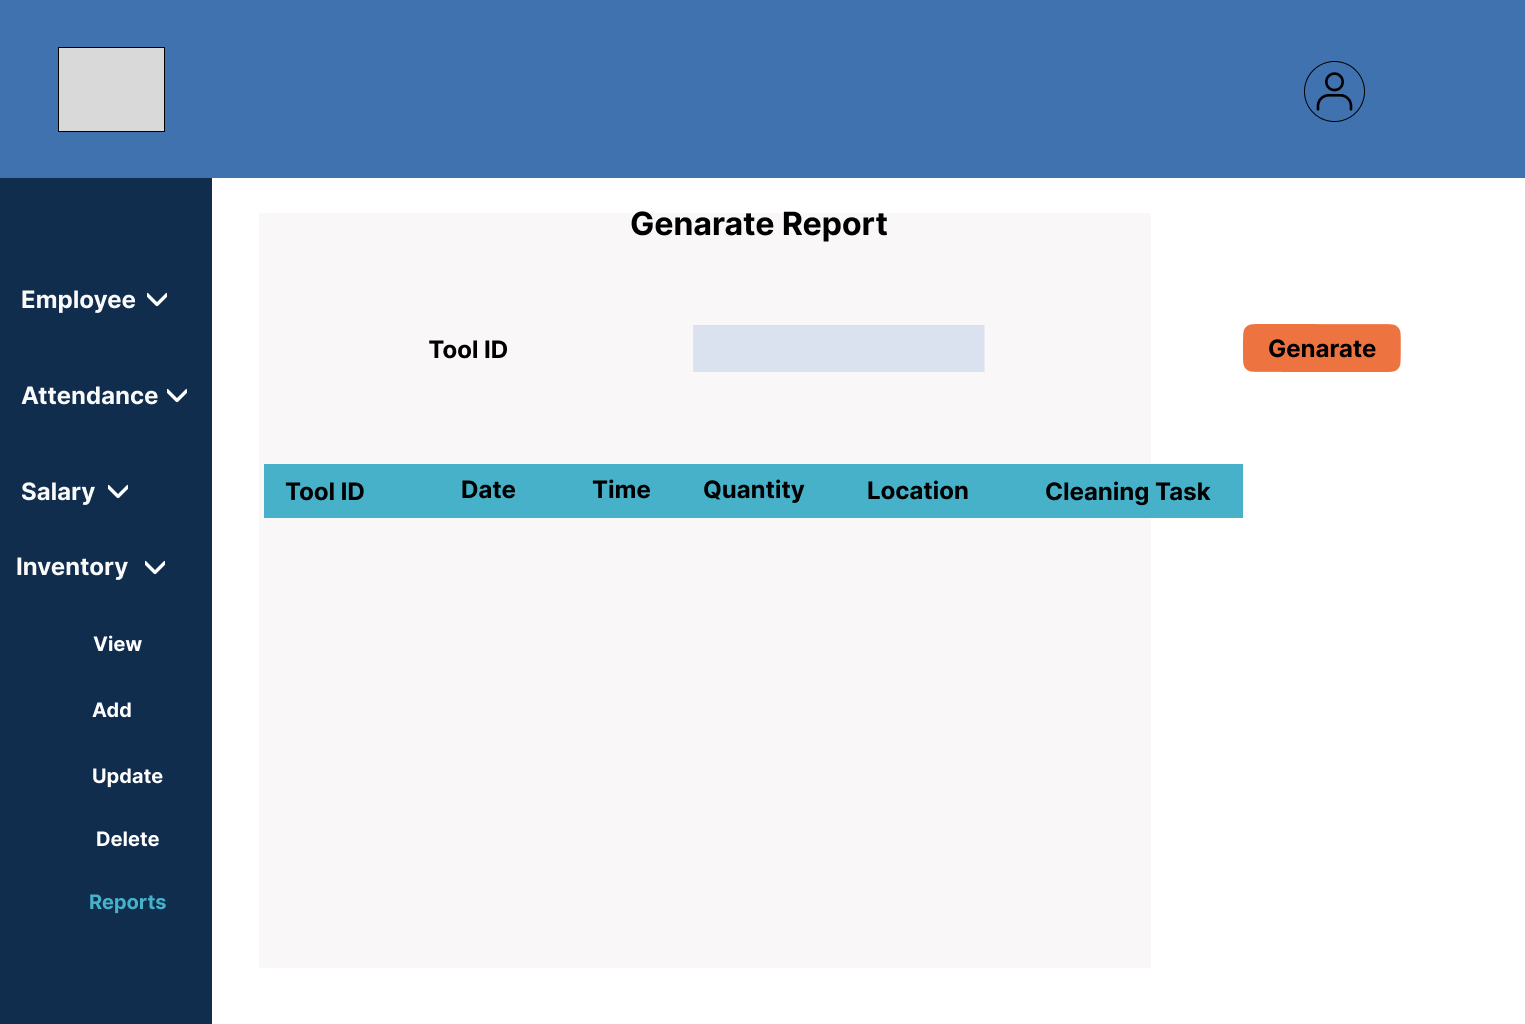 Genarate Report
Employee
Tool ID
Genarate
Attendance
Salary
Tool ID Date Time Quantity Location Cleaning Task
Inventory
View
Add
Update
Delete
Reports